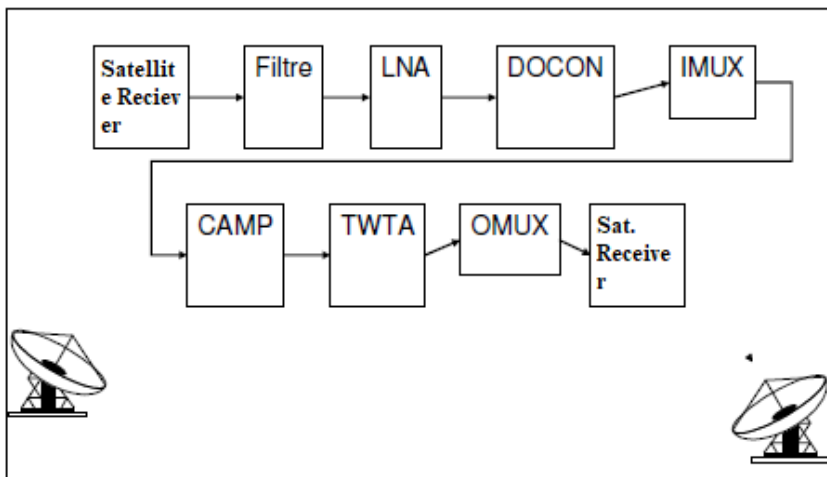 Satellit
e Reciev
er
Filtre
LNA
DOCON
IMUX
CAMP
TWTA
OMUX
Sat.
Receive
r